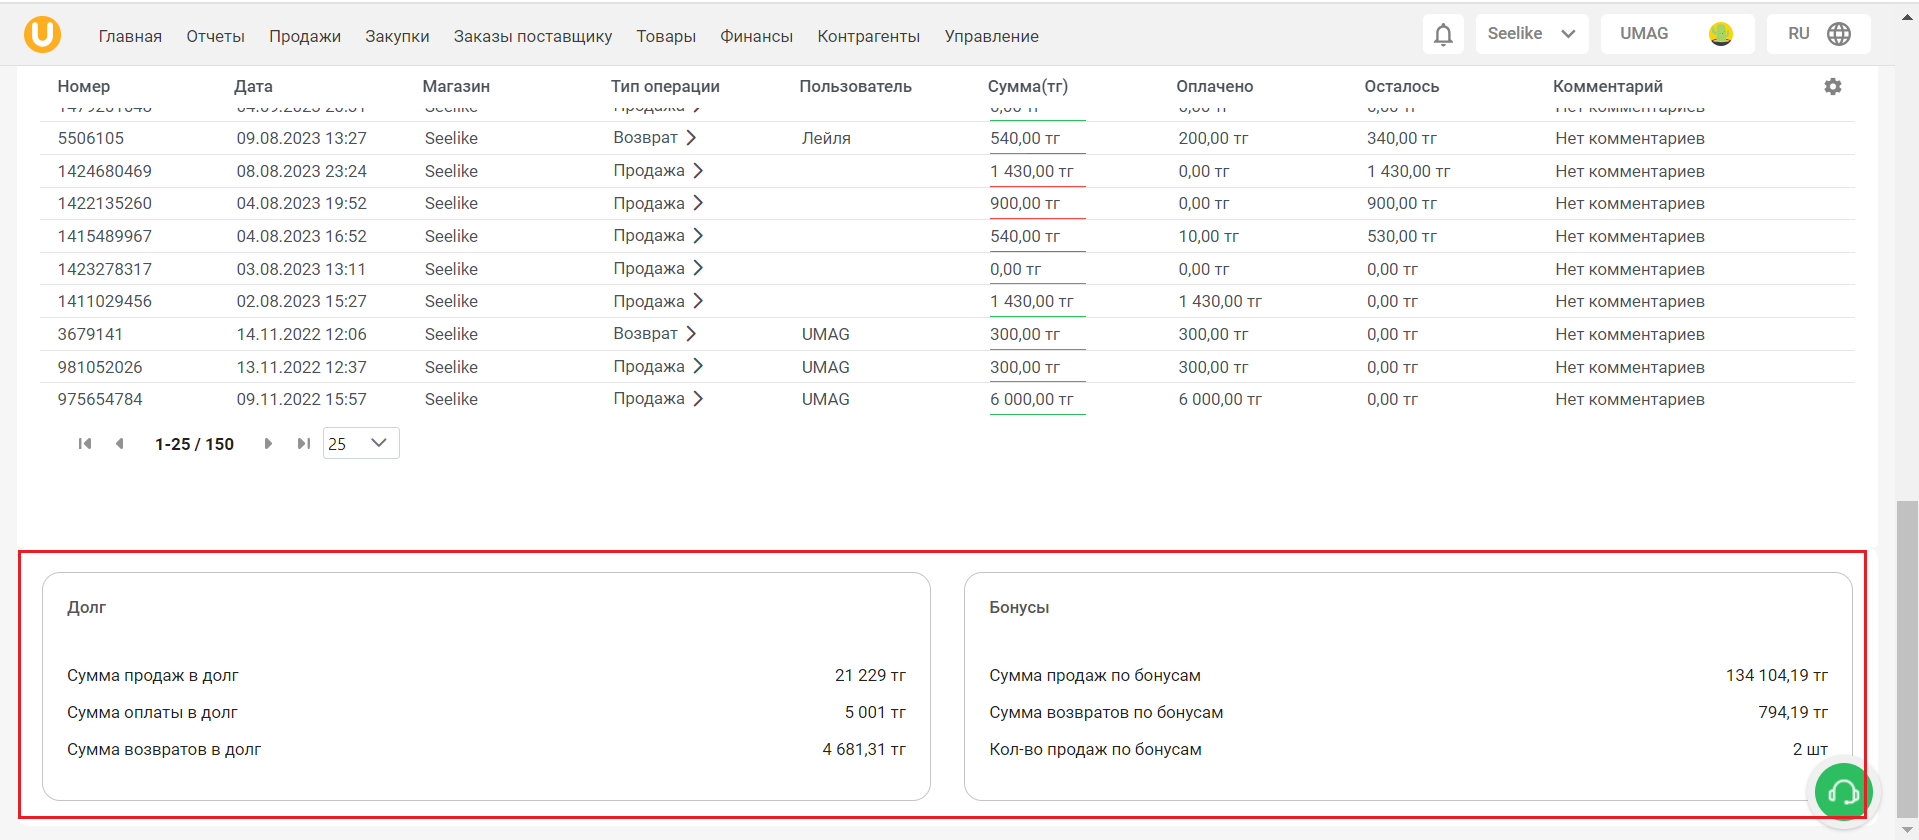 Главная Отчеты Продажи Закупки Заказы поставщику Товары Финансы Контрагенты Управление Seelike UMAG RU
Номер Дата Магазин Тип операции Пользователь Сумма(тг) Оплачено Осталось Комментарий
5506105 09.08.2023 13:27 Seelike Возврат Лейля 540,00 тг 200,00 тг 340,00 тг Нет комментариев
1424680469 08.08.2023 23:24 Seelike Продажа 1 430,00 тг 0,00 тг 1 430,00 тг Нет комментариев
1422135260 04.08.2023 19:52 Seelike Продажа 900,00 тг 0,00 тг 900,00 тг Нет комментариев
1415489967 04.08.2023 16:52 Seelike Продажа 540,00 тг 10,00 тг 530,00 тг Нет комментариев
1423278317 03.08.2023 13:11 Seelike Продажа 0,00 тг 0,00 тг 0,00 тг Нет комментариев
1411029456 02.08.2023 15:27 Seelike Продажа 1 430,00 тг 1 430,00 тг 0,00 тг Нет комментариев
3679141 14.11.2022 12:06 Seelike Возврат UMAG 300,00 тг 300,00 тг 0,00 тг Нет комментариев
981052026 13.11.2022 12:37 Seelike Продажа UMAG 300,00 тг 300,00 тг 0,00 тг Нет комментариев
975654784 09.11.2022 15:57 Seelike Продажа UMAG 6 000,00 тг 6 000,00 тг 0,00 тг Нет комментариев
1-25 / 150 25
Долг
Сумма продаж в долг 21 229 тг
Сумма оплаты в долг 5 001 тг
Сумма возвратов в долг 4 681,31 тг
Бонусы
Сумма продаж по бонусам 134 104,19 тг
Сумма возвратов по бонусам 794,19 тг
Кол-во продаж по бонусам 2 шт